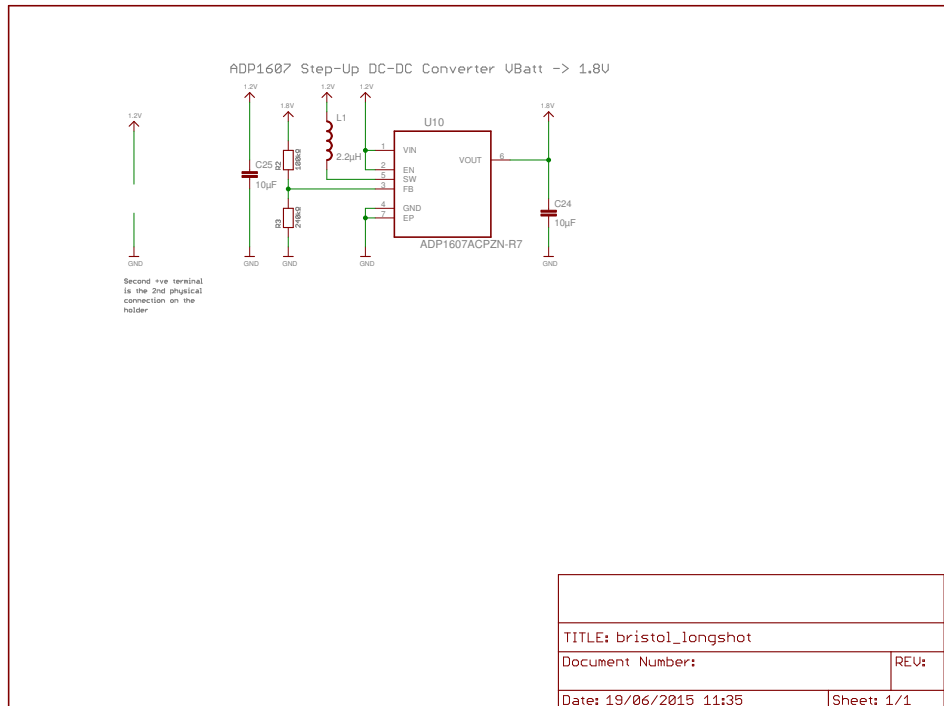 ADP1607 Step-Up DC-DC Converter VBatt -> 1.8V
1.2V
1.2V
1.2V
1.2V
1.8V
1.8V
L1
2.2µH
U10
C25
10µF
R2
R3
1 VIN
2 EN
5 SW
3 FB
4 GND
7 EP
VOUT 6
ADP1607ACPZN-R7
C24
10µF
GND
GND
GND
GND
GND
Second +ve terminal
is the 2nd physical
connection on the
holder
TITLE: bristol_longshot
Document Number:
REV:
Date: 19/06/2015 11:35
Sheet: 1/1